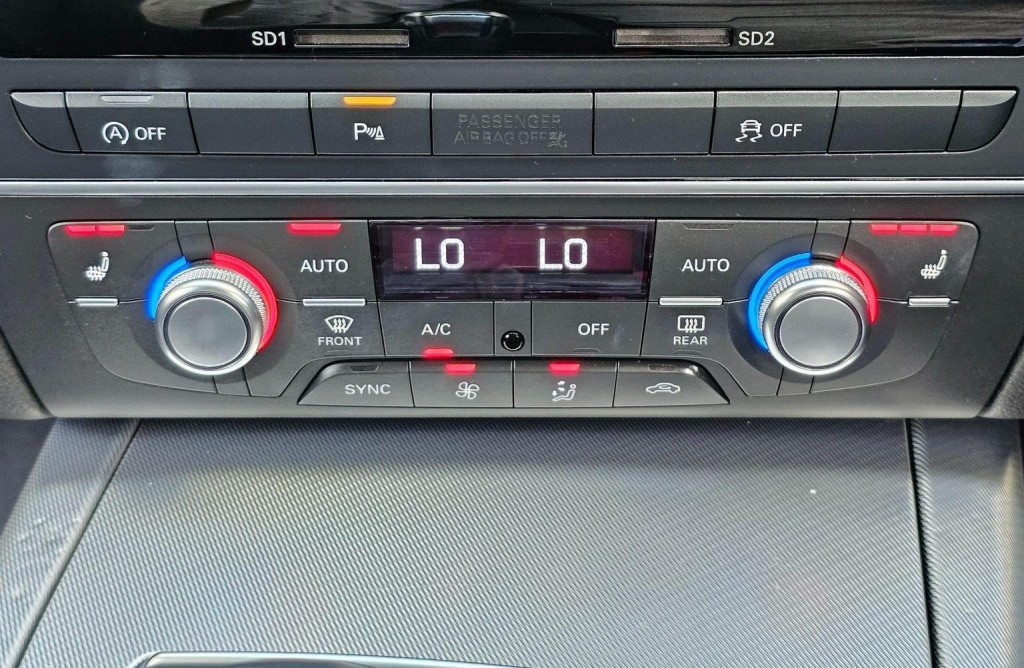 SD1 SD2
A OFF
P
PASSENGER
AIRBAG OFF
OFF
AUTO
LO LO
AUTO
FRONT
A/C
OFF
REAR
SYNC